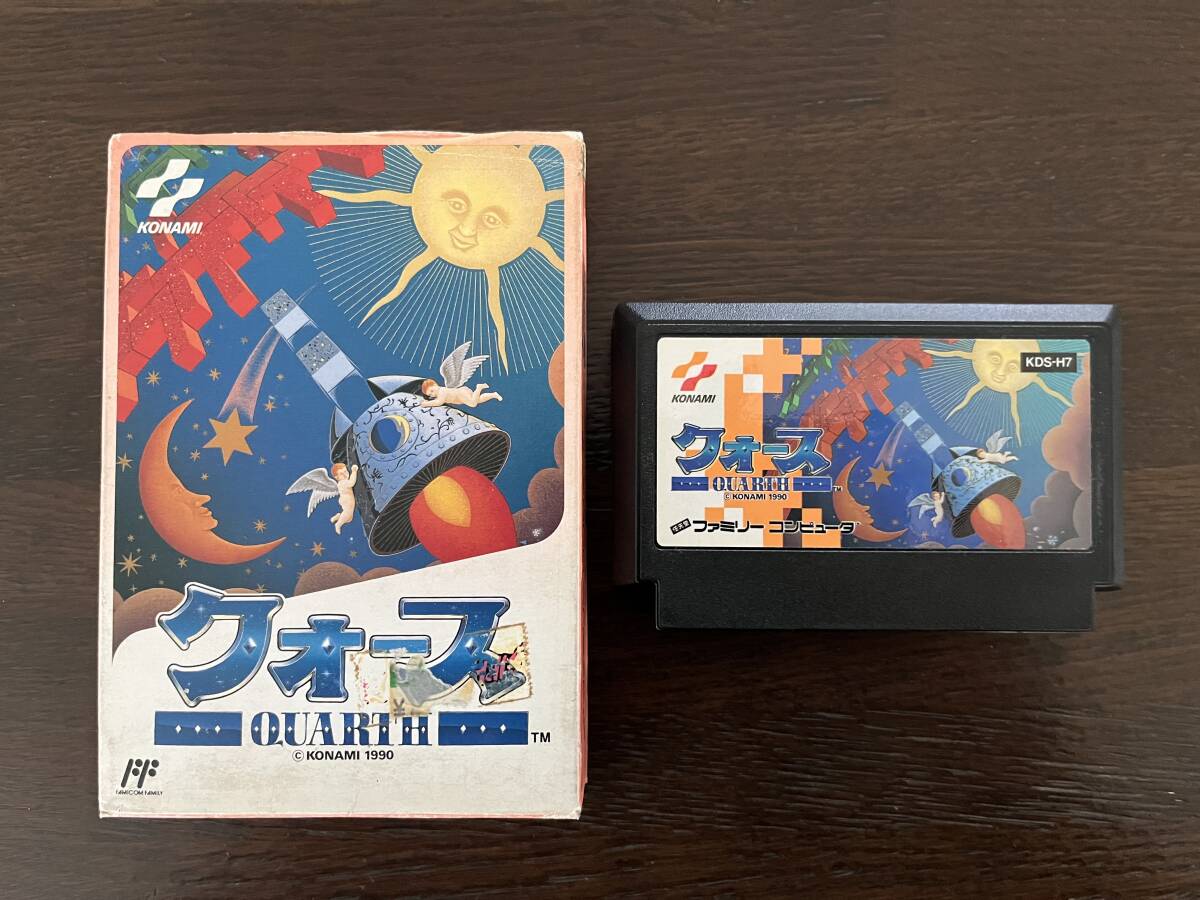 KONAMI
クォース
QUARTH
TM
© KONAMI 1990
FAMICOM FAMILY
KONAMI
KDS-H7
クォース
QUARTH
TM
© KONAMI 1990
任天堂 ファミリー コンピュータ